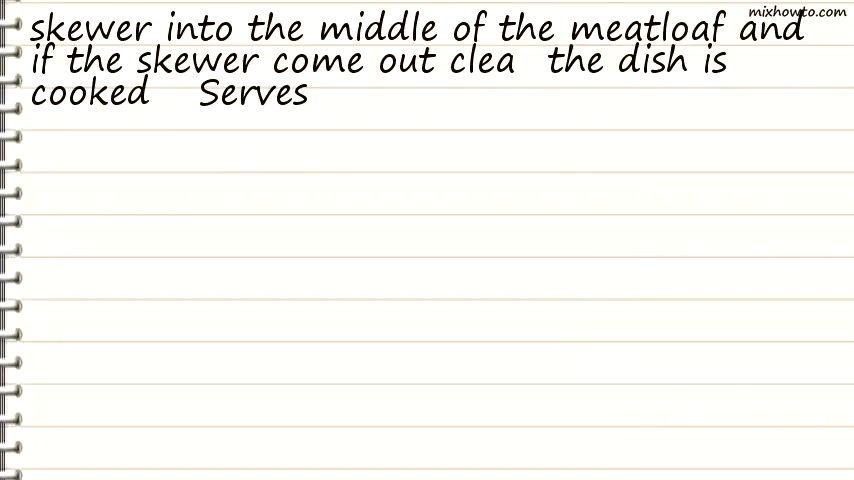 mixhowto.com
skewer into the middle of the meatloaf and
if the skewer come out clea the dish is
cooked Serves